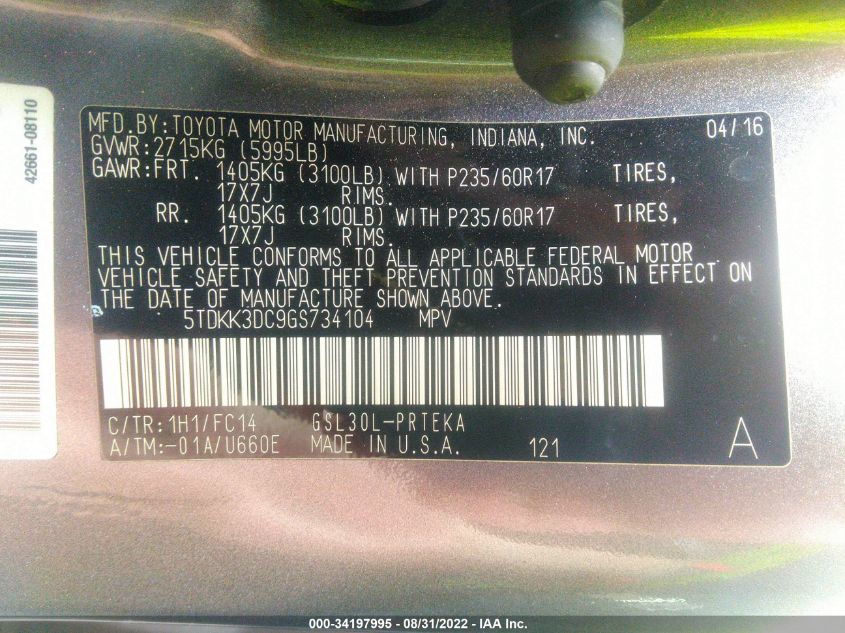 42661-08110
MFD.BY:TOYOTA MOTOR MANUFACTURING, INDIANA, INC. 04/16
GVWR:2715KG (5995LB)
GAWR:FRT. 1405KG (3100LB) WITH P235/60R17 TIRES,
17X7J RIMS.
RR. 1405KG (3100LB) WITH P235/60R17 TIRES,
17X7J RIMS.
THIS VEHICLE CONFORMS TO ALL APPLICABLE FEDERAL MOTOR
VEHICLE SAFETY AND THEFT PREVENTION STANDARDS IN EFFECT ON
THE DATE OF MANUFACTURE SHOWN ABOVE.
5TDKK3DC9GS734104 MPV
C/TR:1H1/FC14 GSL30L-PRTEKA
A/TM:-01A/U660E MADE IN U.S.A. 121 A
000-34197995 - 08/31/2022 - IAA Inc.